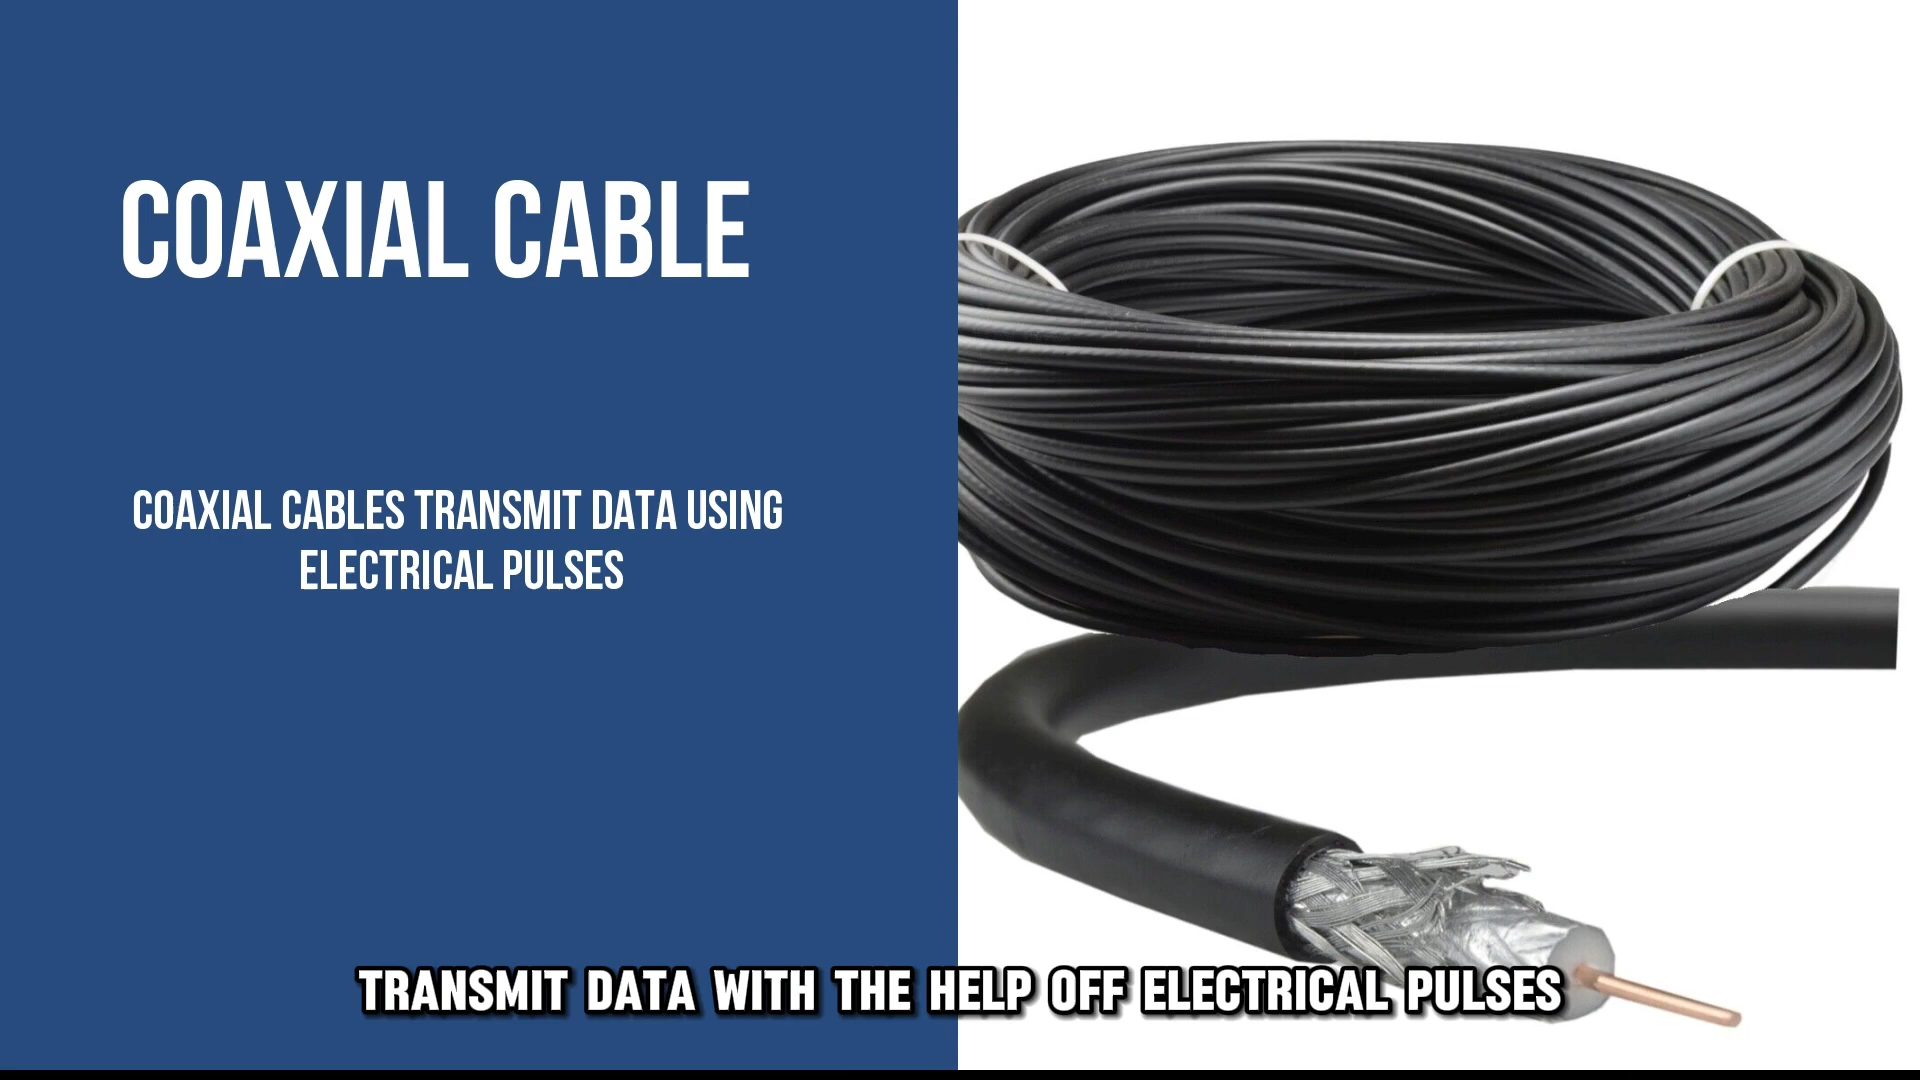 COAXIAL CABLE
COAXIAL CABLES TRANSMIT DATA USING
ELECTRICAL PULSES
TRANSMIT DATA WITH THE HELP OFF ELECTRICAL PULSES